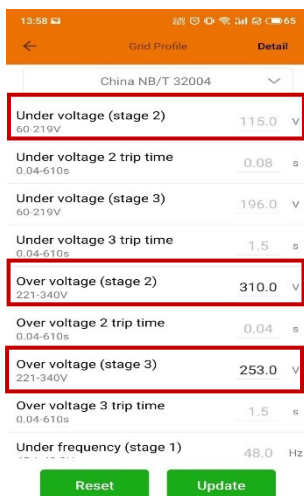 13:58
65
Grid Profile
Detail
China NB/T 32004
Under voltage (stage 2)
60-219V
115.0 V
Under voltage 2 trip time
0.04-610s
0.08 s
Under voltage (stage 3)
60-219V
196.0 V
Under voltage 3 trip time
0.04-610s
1.5 s
Over voltage (stage 2)
221-340V
310.0 V
Over voltage 2 trip time
0.04-610s
0.04 s
Over voltage (stage 3)
221-340V
253.0 V
Over voltage 3 trip time
0.04-610s
1.5 s
Under frequency (stage 1)
48.0 Hz
Reset
Update